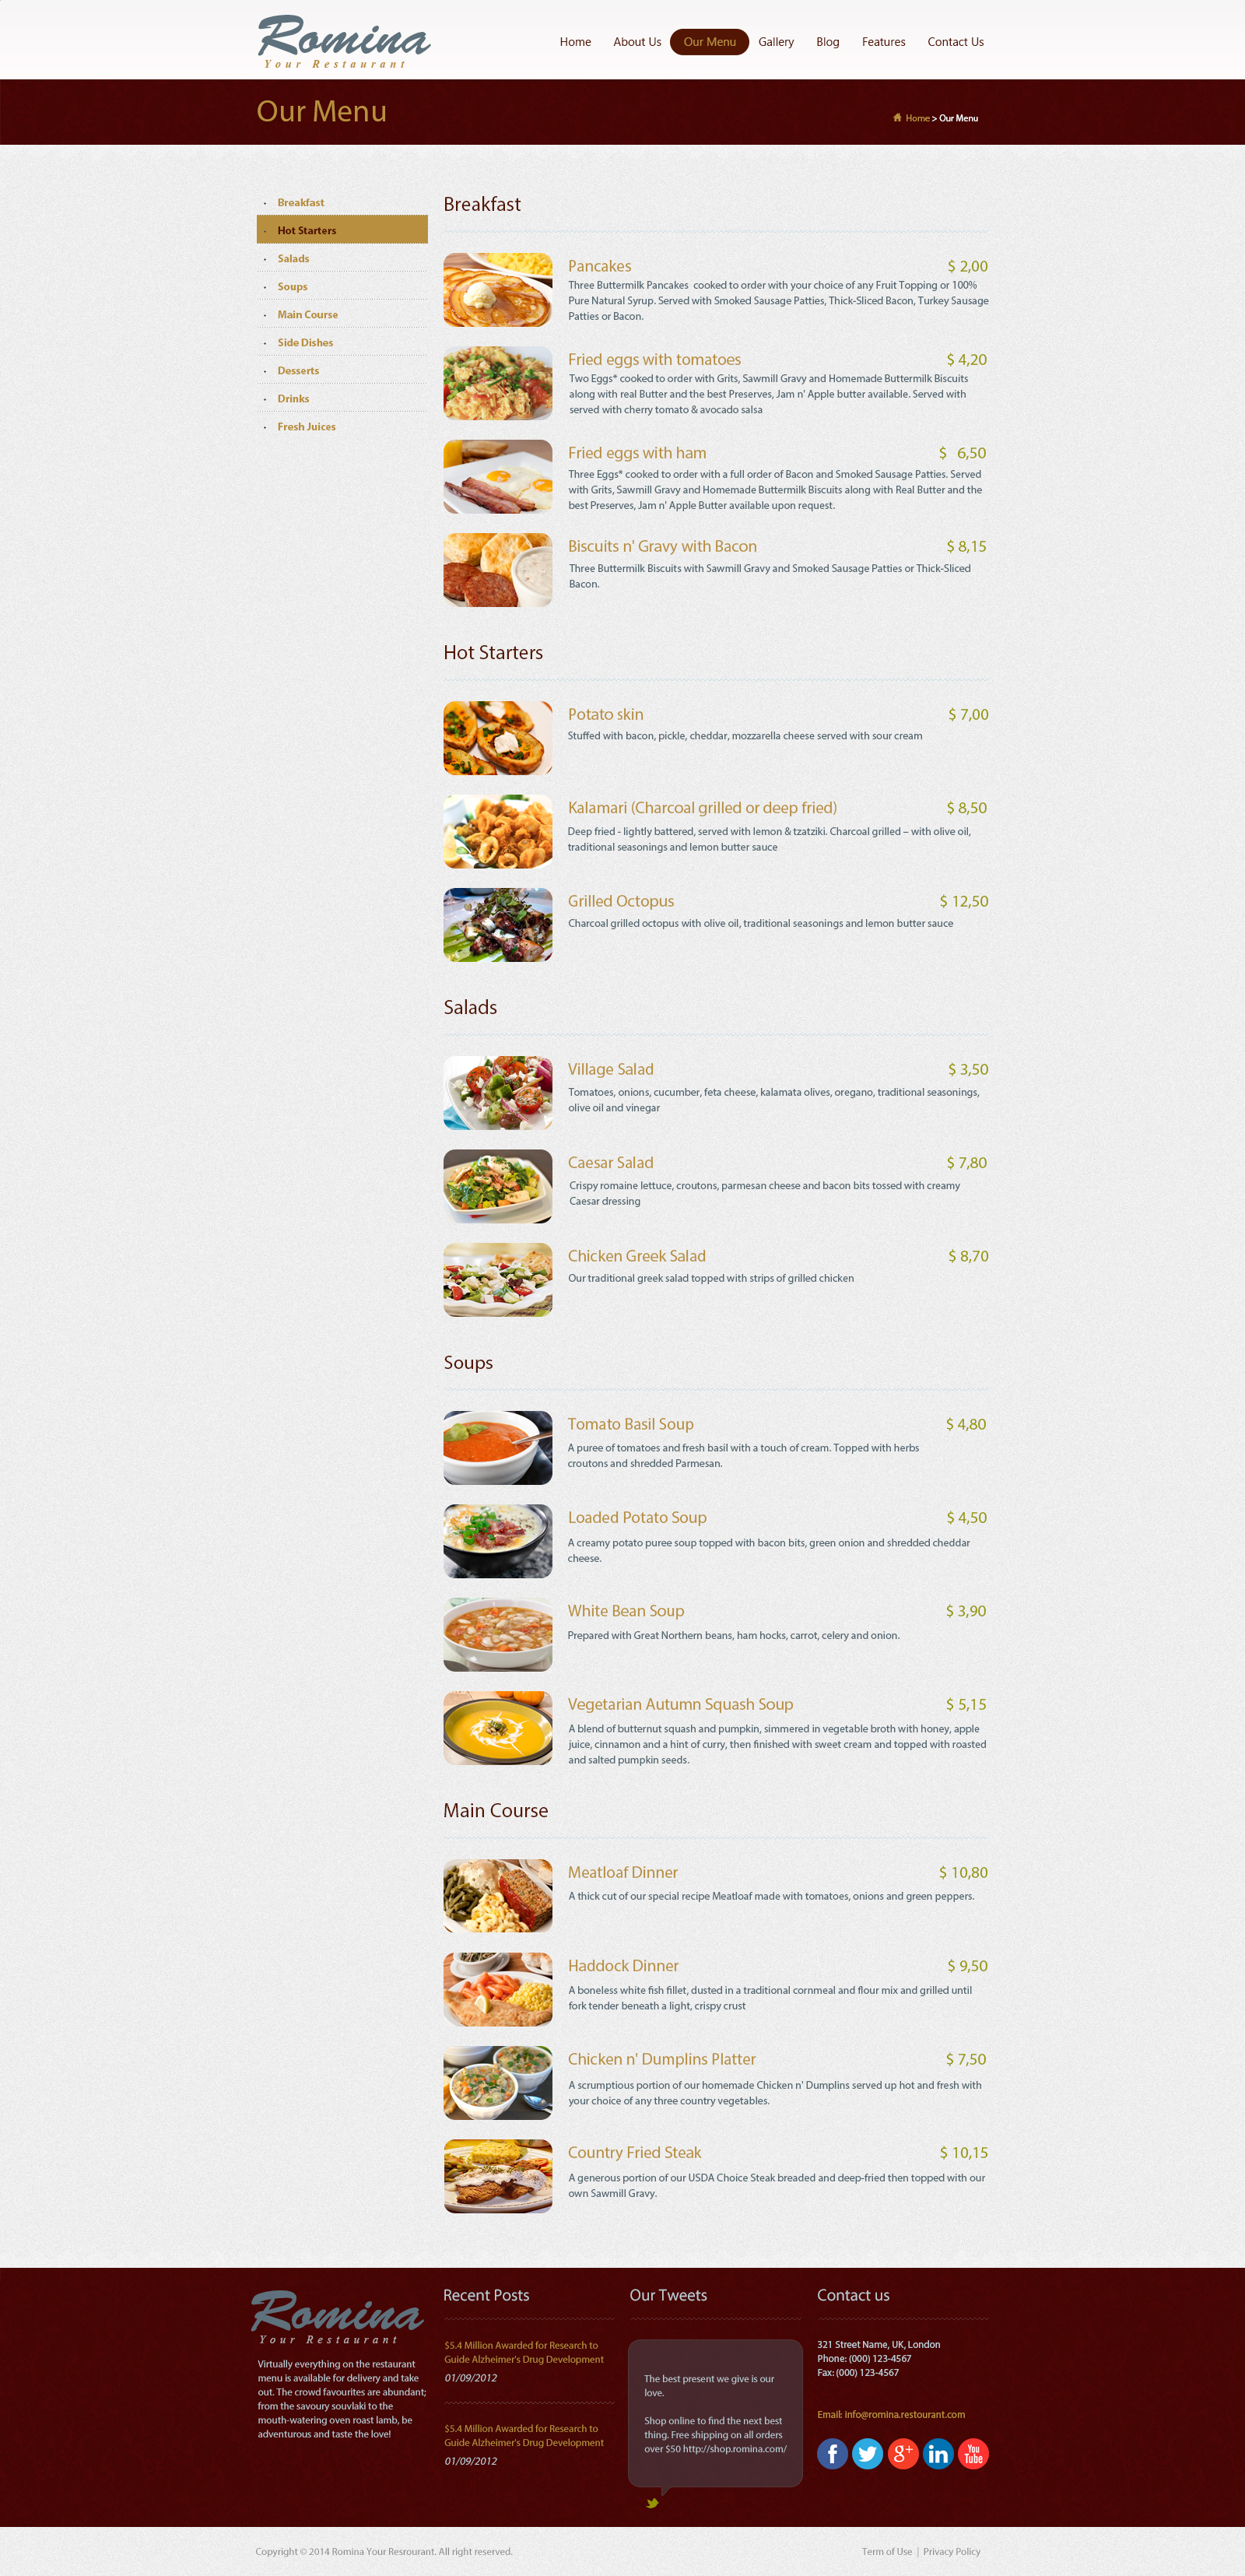 Romina
Your Restaurant
Home About Us Our Menu Gallery Blog Features Contact Us
Our Menu
Home > Our Menu
Breakfast
Hot Starters
Salads
Soups
Main Course
Side Dishes
Desserts
Drinks
Fresh Juices
Breakfast
Pancakes $ 2,00
Three Buttermilk Pancakes cooked to order with your choice of any Fruit Topping or 100%
Pure Natural Syrup. Served with Smoked Sausage Patties, Thick-Sliced Bacon, Turkey Sausage
Patties or Bacon.
Fried eggs with tomatoes $ 4,20
Two Eggs* cooked to order with Grits, Sawmill Gravy and Homemade Buttermilk Biscuits
along with real Butter and the best Preserves, Jam n' Apple butter available. Served with
served with cherry tomato & avocado salsa
Fried eggs with ham $ 6,50
Three Eggs* cooked to order with a full order of Bacon and Smoked Sausage Patties. Served
with Grits, Sawmill Gravy and Homemade Buttermilk Biscuits along with Real Butter and the
best Preserves, Jam n' Apple Butter available upon request.
Biscuits n' Gravy with Bacon $ 8,15
Three Buttermilk Biscuits with Sawmill Gravy and Smoked Sausage Patties or Thick-Sliced
Bacon.
Hot Starters
Potato skin $ 7,00
Stuffed with bacon, pickle, cheddar, mozzarella cheese served with sour cream
Kalamari (Charcoal grilled or deep fried) $ 8,50
Deep fried - lightly battered, served with lemon & tzatziki. Charcoal grilled – with olive oil,
traditional seasonings and lemon butter sauce
Grilled Octopus $ 12,50
Charcoal grilled octopus with olive oil, traditional seasonings and lemon butter sauce
Salads
Village Salad $ 3,50
Tomatoes, onions, cucumber, feta cheese, kalamata olives, oregano, traditional seasonings,
olive oil and vinegar
Caesar Salad $ 7,80
Crispy romaine lettuce, croutons, parmesan cheese and bacon bits tossed with creamy
Caesar dressing
Chicken Greek Salad $ 8,70
Our traditional greek salad topped with strips of grilled chicken
Soups
Tomato Basil Soup $ 4,80
A puree of tomatoes and fresh basil with a touch of cream. Topped with herbs
croutons and shredded Parmesan.
Loaded Potato Soup $ 4,50
A creamy potato puree soup topped with bacon bits, green onion and shredded cheddar
cheese.
White Bean Soup $ 3,90
Prepared with Great Northern beans, ham hocks, carrot, celery and onion.
Vegetarian Autumn Squash Soup $ 5,15
A blend of butternut squash and pumpkin, simmered in vegetable broth with honey, apple
juice, cinnamon and a hint of curry, then finished with sweet cream and topped with roasted
and salted pumpkin seeds.
Main Course
Meatloaf Dinner $ 10,80
A thick cut of our special recipe Meatloaf made with tomatoes, onions and green peppers.
Haddock Dinner $ 9,50
A boneless white fish fillet, dusted in a traditional cornmeal and flour mix and grilled until
fork tender beneath a light, crispy crust
Chicken n' Dumplins Platter $ 7,50
A scrumptious portion of our homemade Chicken n' Dumplins served up hot and fresh with
your choice of any three country vegetables.
Country Fried Steak $ 10,15
A generous portion of our USDA Choice Steak breaded and deep-fried then topped with our
own Sawmill Gravy.
Romina
Your Restaurant
Virtually everything on the restaurant
menu is available for delivery and take
out. The crowd favourites are abundant;
from the savoury souvlaki to the
mouth-watering oven roast lamb, be
adventurous and taste the love!
Recent Posts
$5.4 Million Awarded for Research to
Guide Alzheimer's Drug Development
01/09/2012
$5.4 Million Awarded for Research to
Guide Alzheimer's Drug Development
01/09/2012
Our Tweets
The best present we give is our
love.
Shop online to find the next best
thing. Free shipping on all orders
over $50 http://shop.romina.com/
Contact us
321 Street Name, UK, London
Phone: (000) 123-4567
Fax: (000) 123-4567
Email: info@romina.restourant.com
f g+ in You Tube
Copyright © 2014 Romina Your Resrourant. All right reserved.
Term of Use | Privacy Policy